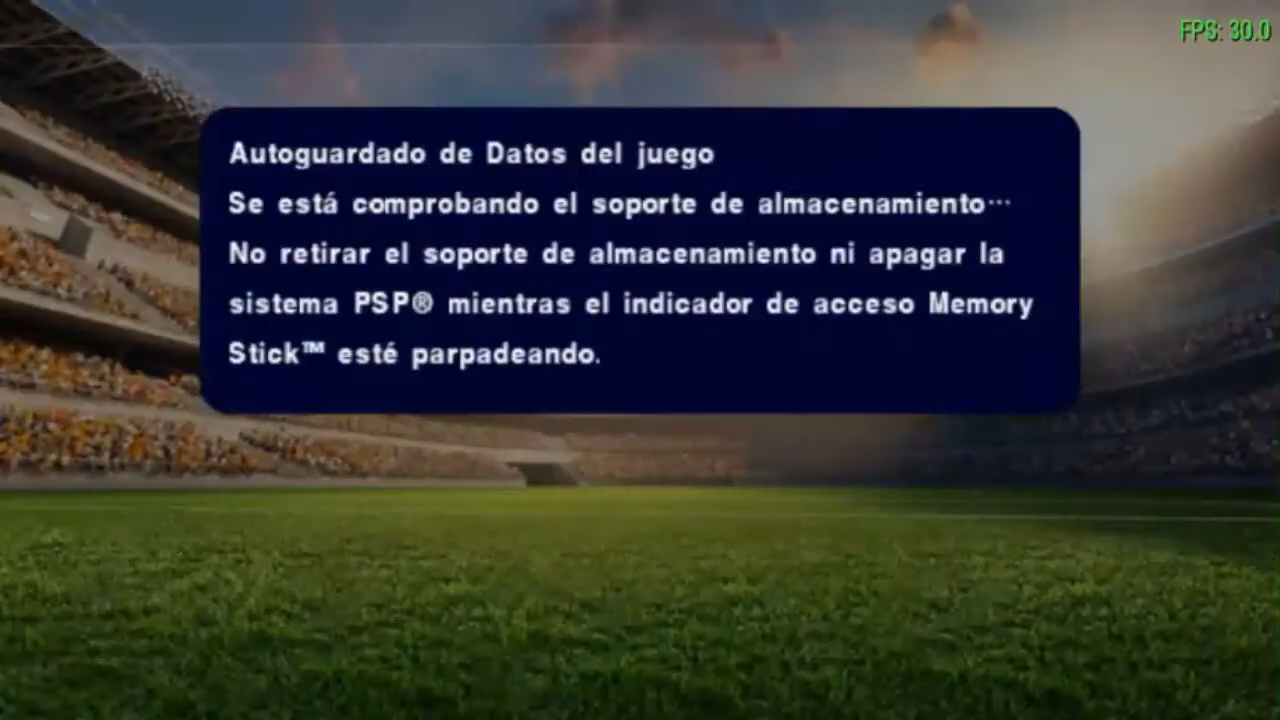 FPS: 30.0
Autoguardado de Datos del juego
Se está comprobando el soporte de almacenamiento…
No retirar el soporte de almacenamiento ni apagar la
sistema PSP® mientras el indicador de acceso Memory
Stick™ esté parpadeando.